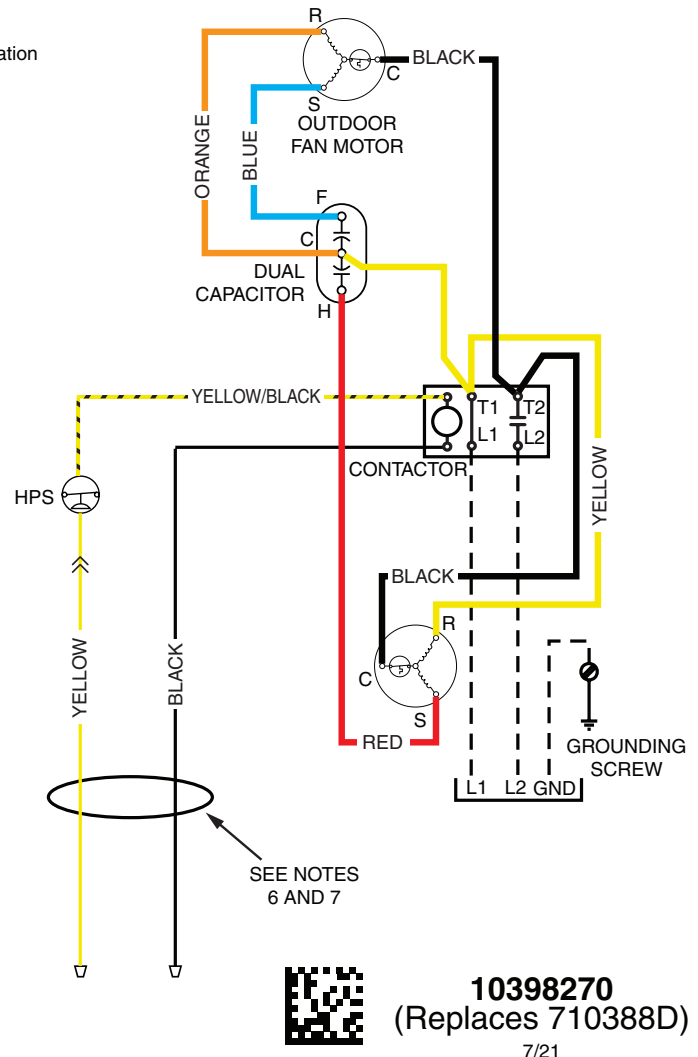 ation
R
BLACK
C
S
OUTDOOR
FAN MOTOR
ORANGE
BLUE
F
C
DUAL
CAPACITOR
H
YELLOW/BLACK
T1
T2
L1
L2
CONTACTOR
YELLOW
HPS
BLACK
R
C
S
RED
YELLOW
BLACK
GROUNDING
SCREW
L1 L2 GND
SEE NOTES
6 AND 7
10398270
(Replaces 710388D)
7/21